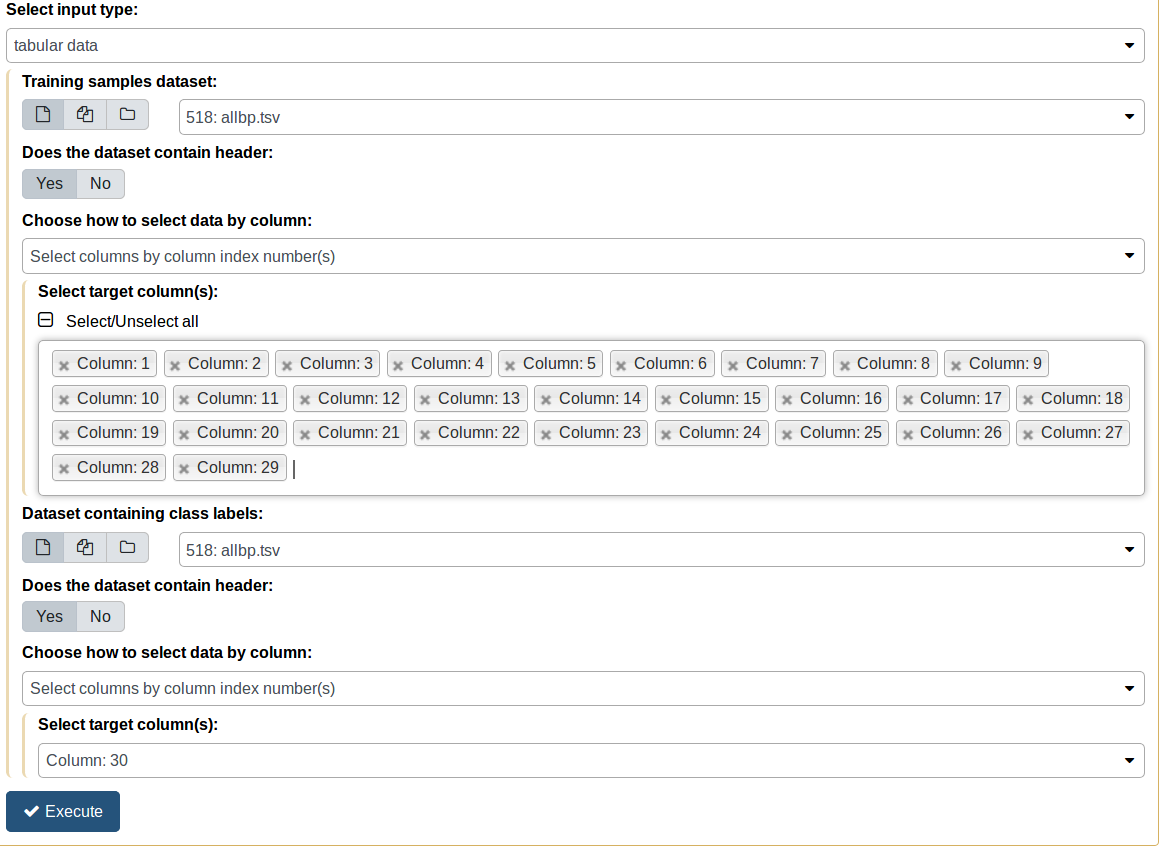 Select input type:
tabular data
Training samples dataset:
518: allbp.tsv
Does the dataset contain header:
Yes No
Choose how to select data by column:
Select columns by column index number(s)
Select target column(s):
Select/Unselect all
Column: 1 Column: 2 Column: 3 Column: 4 Column: 5 Column: 6 Column: 7 Column: 8 Column: 9
Column: 10 Column: 11 Column: 12 Column: 13 Column: 14 Column: 15 Column: 16 Column: 17 Column: 18
Column: 19 Column: 20 Column: 21 Column: 22 Column: 23 Column: 24 Column: 25 Column: 26 Column: 27
Column: 28 Column: 29
Dataset containing class labels:
518: allbp.tsv
Does the dataset contain header:
Yes No
Choose how to select data by column:
Select columns by column index number(s)
Select target column(s):
Column: 30
Execute